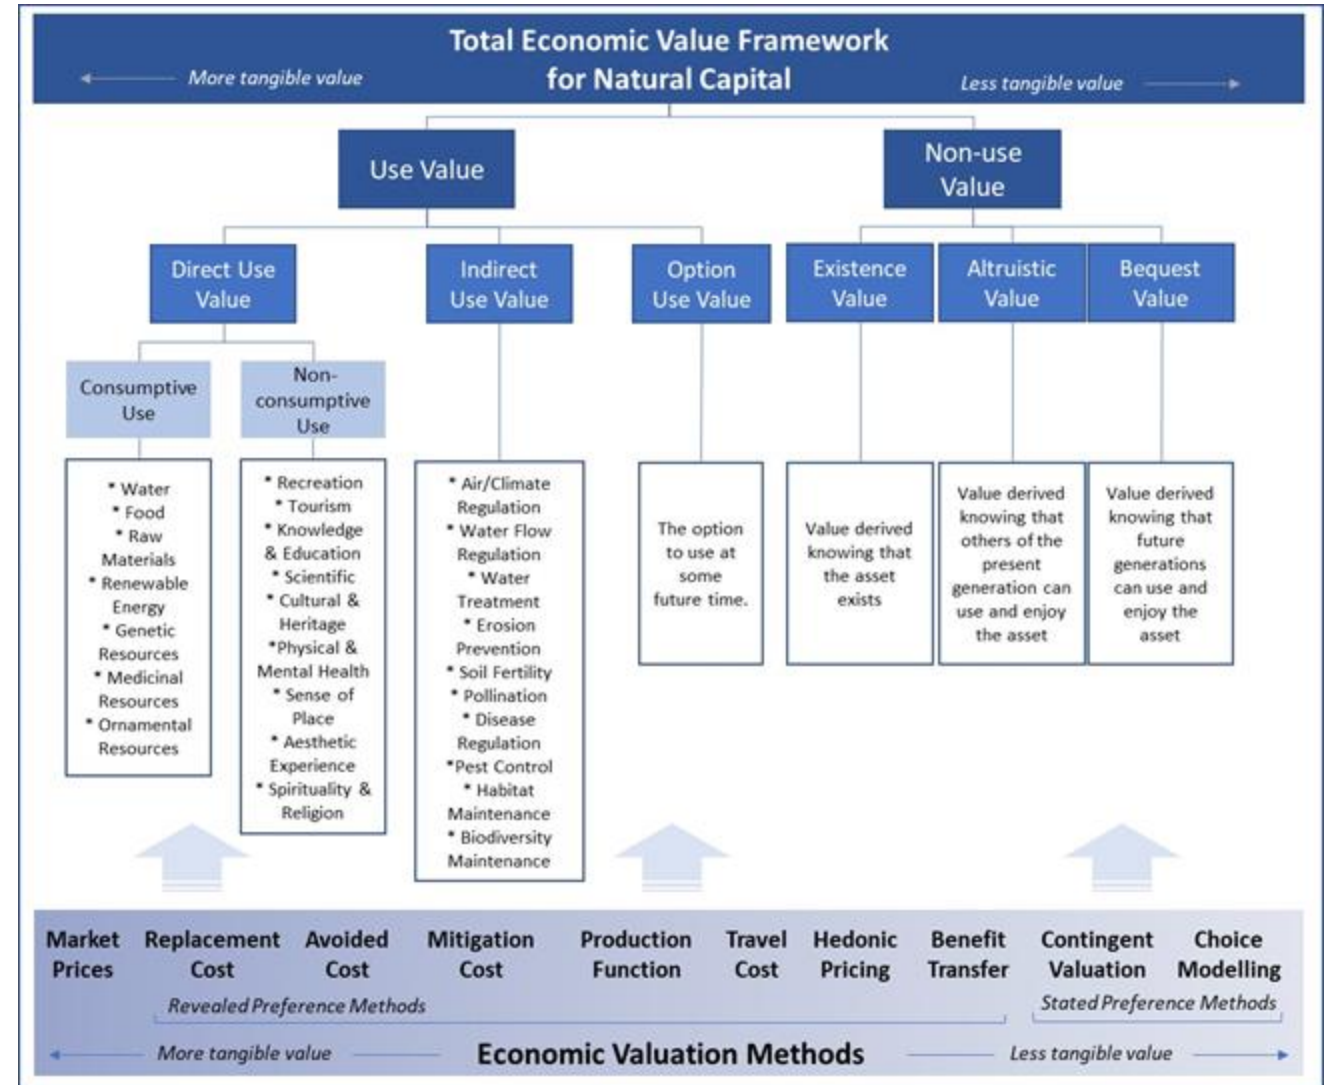 Total Economic Value Framework
for Natural Capital
More tangible value
Less tangible value
Use Value
Non-use
Value
Direct Use
Value
Indirect
Use Value
Option
Use Value
Existence
Value
Altruistic
Value
Bequest
Value
Consumptive
Use
Non-
consumptive
Use
* Water
* Food
* Raw
Materials
* Renewable
Energy
* Genetic
Resources
* Medicinal
Resources
* Ornamental
Resources
* Recreation
* Tourism
* Knowledge
& Education
* Scientific
* Cultural &
Heritage
*Physical &
Mental Health
* Sense of
Place
* Aesthetic
Experience
* Spirituality &
Religion
* Air/Climate
Regulation
* Water Flow
Regulation
* Water
Treatment
* Erosion
Prevention
* Soil Fertility
* Pollination
* Disease
Regulation
*Pest Control
* Habitat
Maintenance
* Biodiversity
Maintenance
The option
to use at
some
future time.
Value derived
knowing that
the asset
exists
Value derived
knowing that
others of the
present
generation can
use and enjoy
the asset
Value derived
knowing that
future
generations
can use and
enjoy the
asset
Market
Prices
Replacement
Cost
Avoided
Cost
Mitigation
Cost
Production
Function
Travel
Cost
Hedonic
Pricing
Benefit
Transfer
Contingent
Valuation
Choice
Modelling
Revealed Preference Methods
Stated Preference Methods
More tangible value
Economic Valuation Methods
Less tangible value